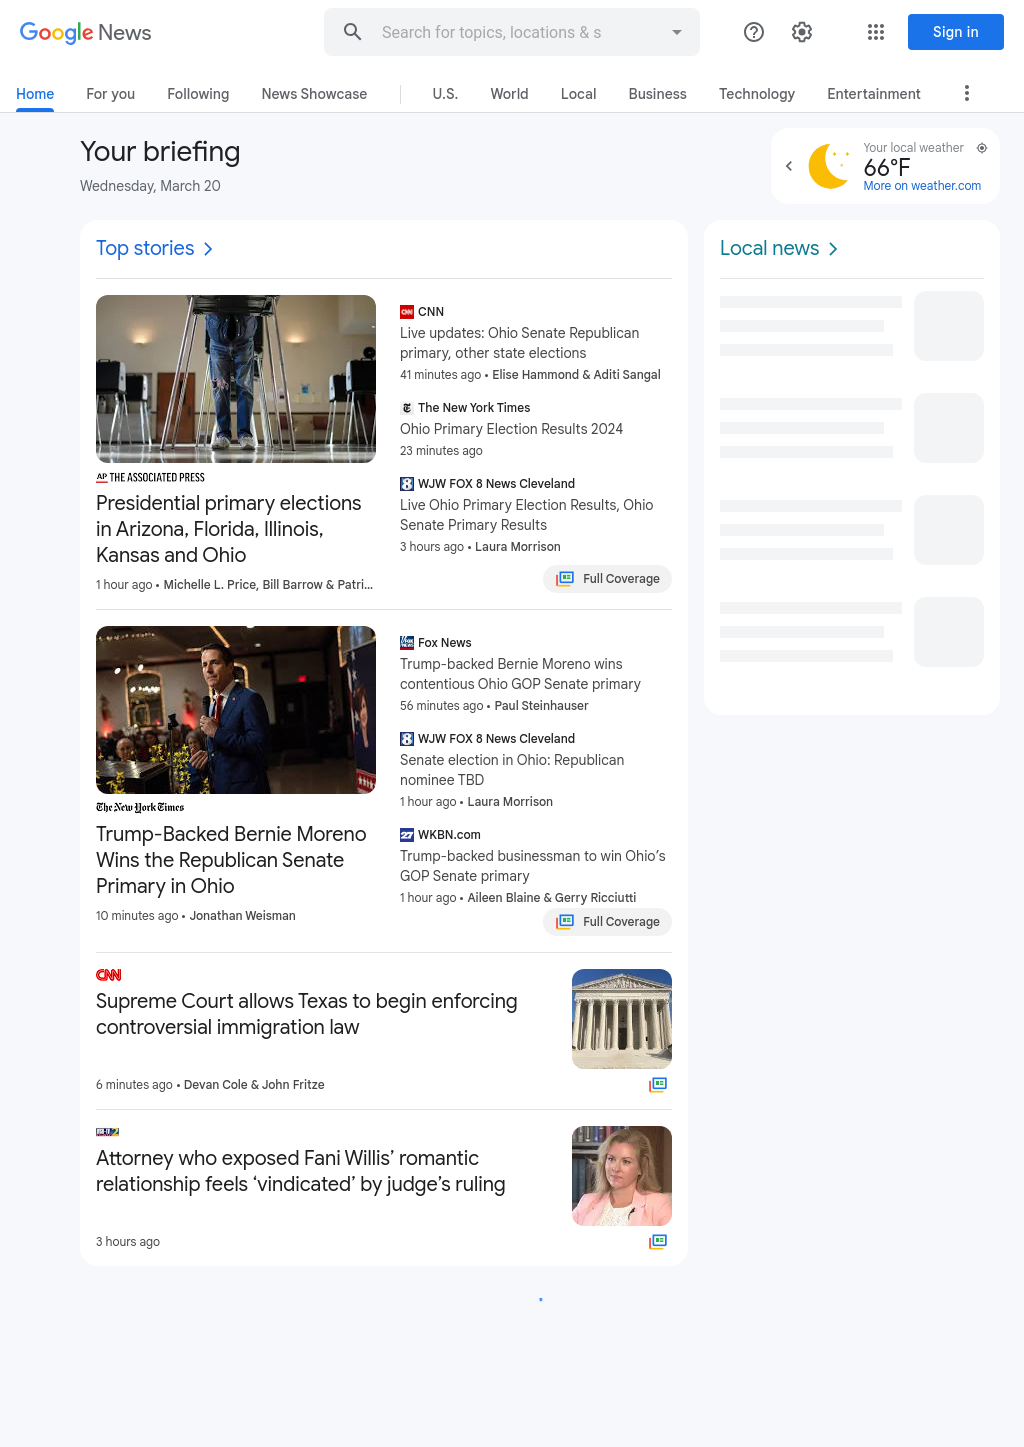 Google News
Search for topics, locations & s
Sign in
Home
For you
Following
News Showcase
U.S.
World
Local
Business
Technology
Entertainment
Your briefing
Wednesday, March 20
Your local weather
66°F
More on weather.com
Top stories
AP THE ASSOCIATED PRESS
Presidential primary elections
in Arizona, Florida, Illinois,
Kansas and Ohio
1 hour ago • Michelle L. Price, Bill Barrow & Patri...
CNN
Live updates: Ohio Senate Republican
primary, other state elections
41 minutes ago • Elise Hammond & Aditi Sangal
The New York Times
Ohio Primary Election Results 2024
23 minutes ago
8 WJW FOX 8 News Cleveland
Live Ohio Primary Election Results, Ohio
Senate Primary Results
3 hours ago • Laura Morrison
Full Coverage
The New York Times
Trump-Backed Bernie Moreno
Wins the Republican Senate
Primary in Ohio
10 minutes ago • Jonathan Weisman
Fox News
Trump-backed Bernie Moreno wins
contentious Ohio GOP Senate primary
56 minutes ago • Paul Steinhauser
8 WJW FOX 8 News Cleveland
Senate election in Ohio: Republican
nominee TBD
1 hour ago • Laura Morrison
27 WKBN.com
Trump-backed businessman to win Ohio’s
GOP Senate primary
1 hour ago • Aileen Blaine & Gerry Ricciutti
Full Coverage
CNN
Supreme Court allows Texas to begin enforcing
controversial immigration law
6 minutes ago • Devan Cole & John Fritze
Attorney who exposed Fani Willis’ romantic
relationship feels ‘vindicated’ by judge’s ruling
3 hours ago
Local news